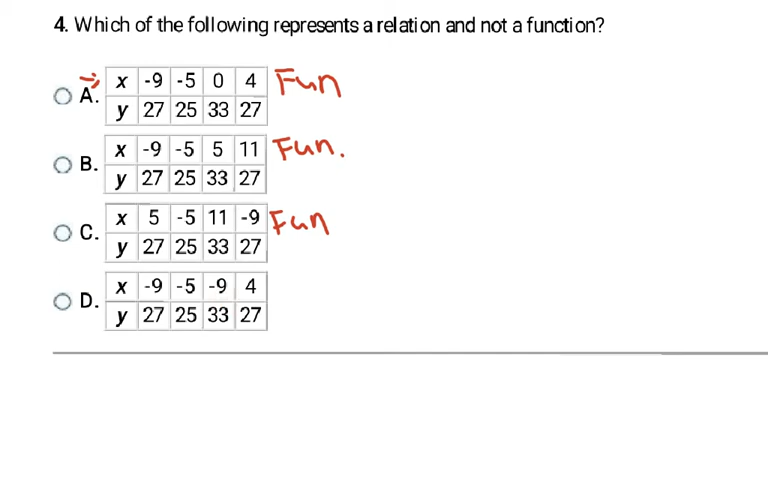 4. Which of the following represents a relation and not a function?
A. x -9 -5 0 4 Fun
y 27 25 33 27
B. x -9 -5 5 11 Fun.
y 27 25 33 27
C. x 5 -5 11 -9 Fun
y 27 25 33 27
D. x -9 -5 -9 4
y 27 25 33 27